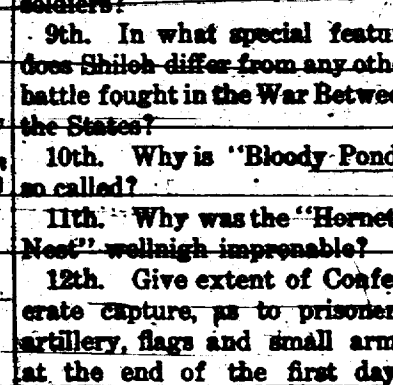 soldiers?
9th. In what special featu
does Shiloh differ from any oth
battle fought in the War Betwe
the States?
10th. Why is "Bloody Pond
so called?
11th. Why was the "Hornet
Nest" wellnigh impregnable?
12th. Give extent of Confe
erate capture, as to prisoner
artillery, flags and small arm
at the end of the first day